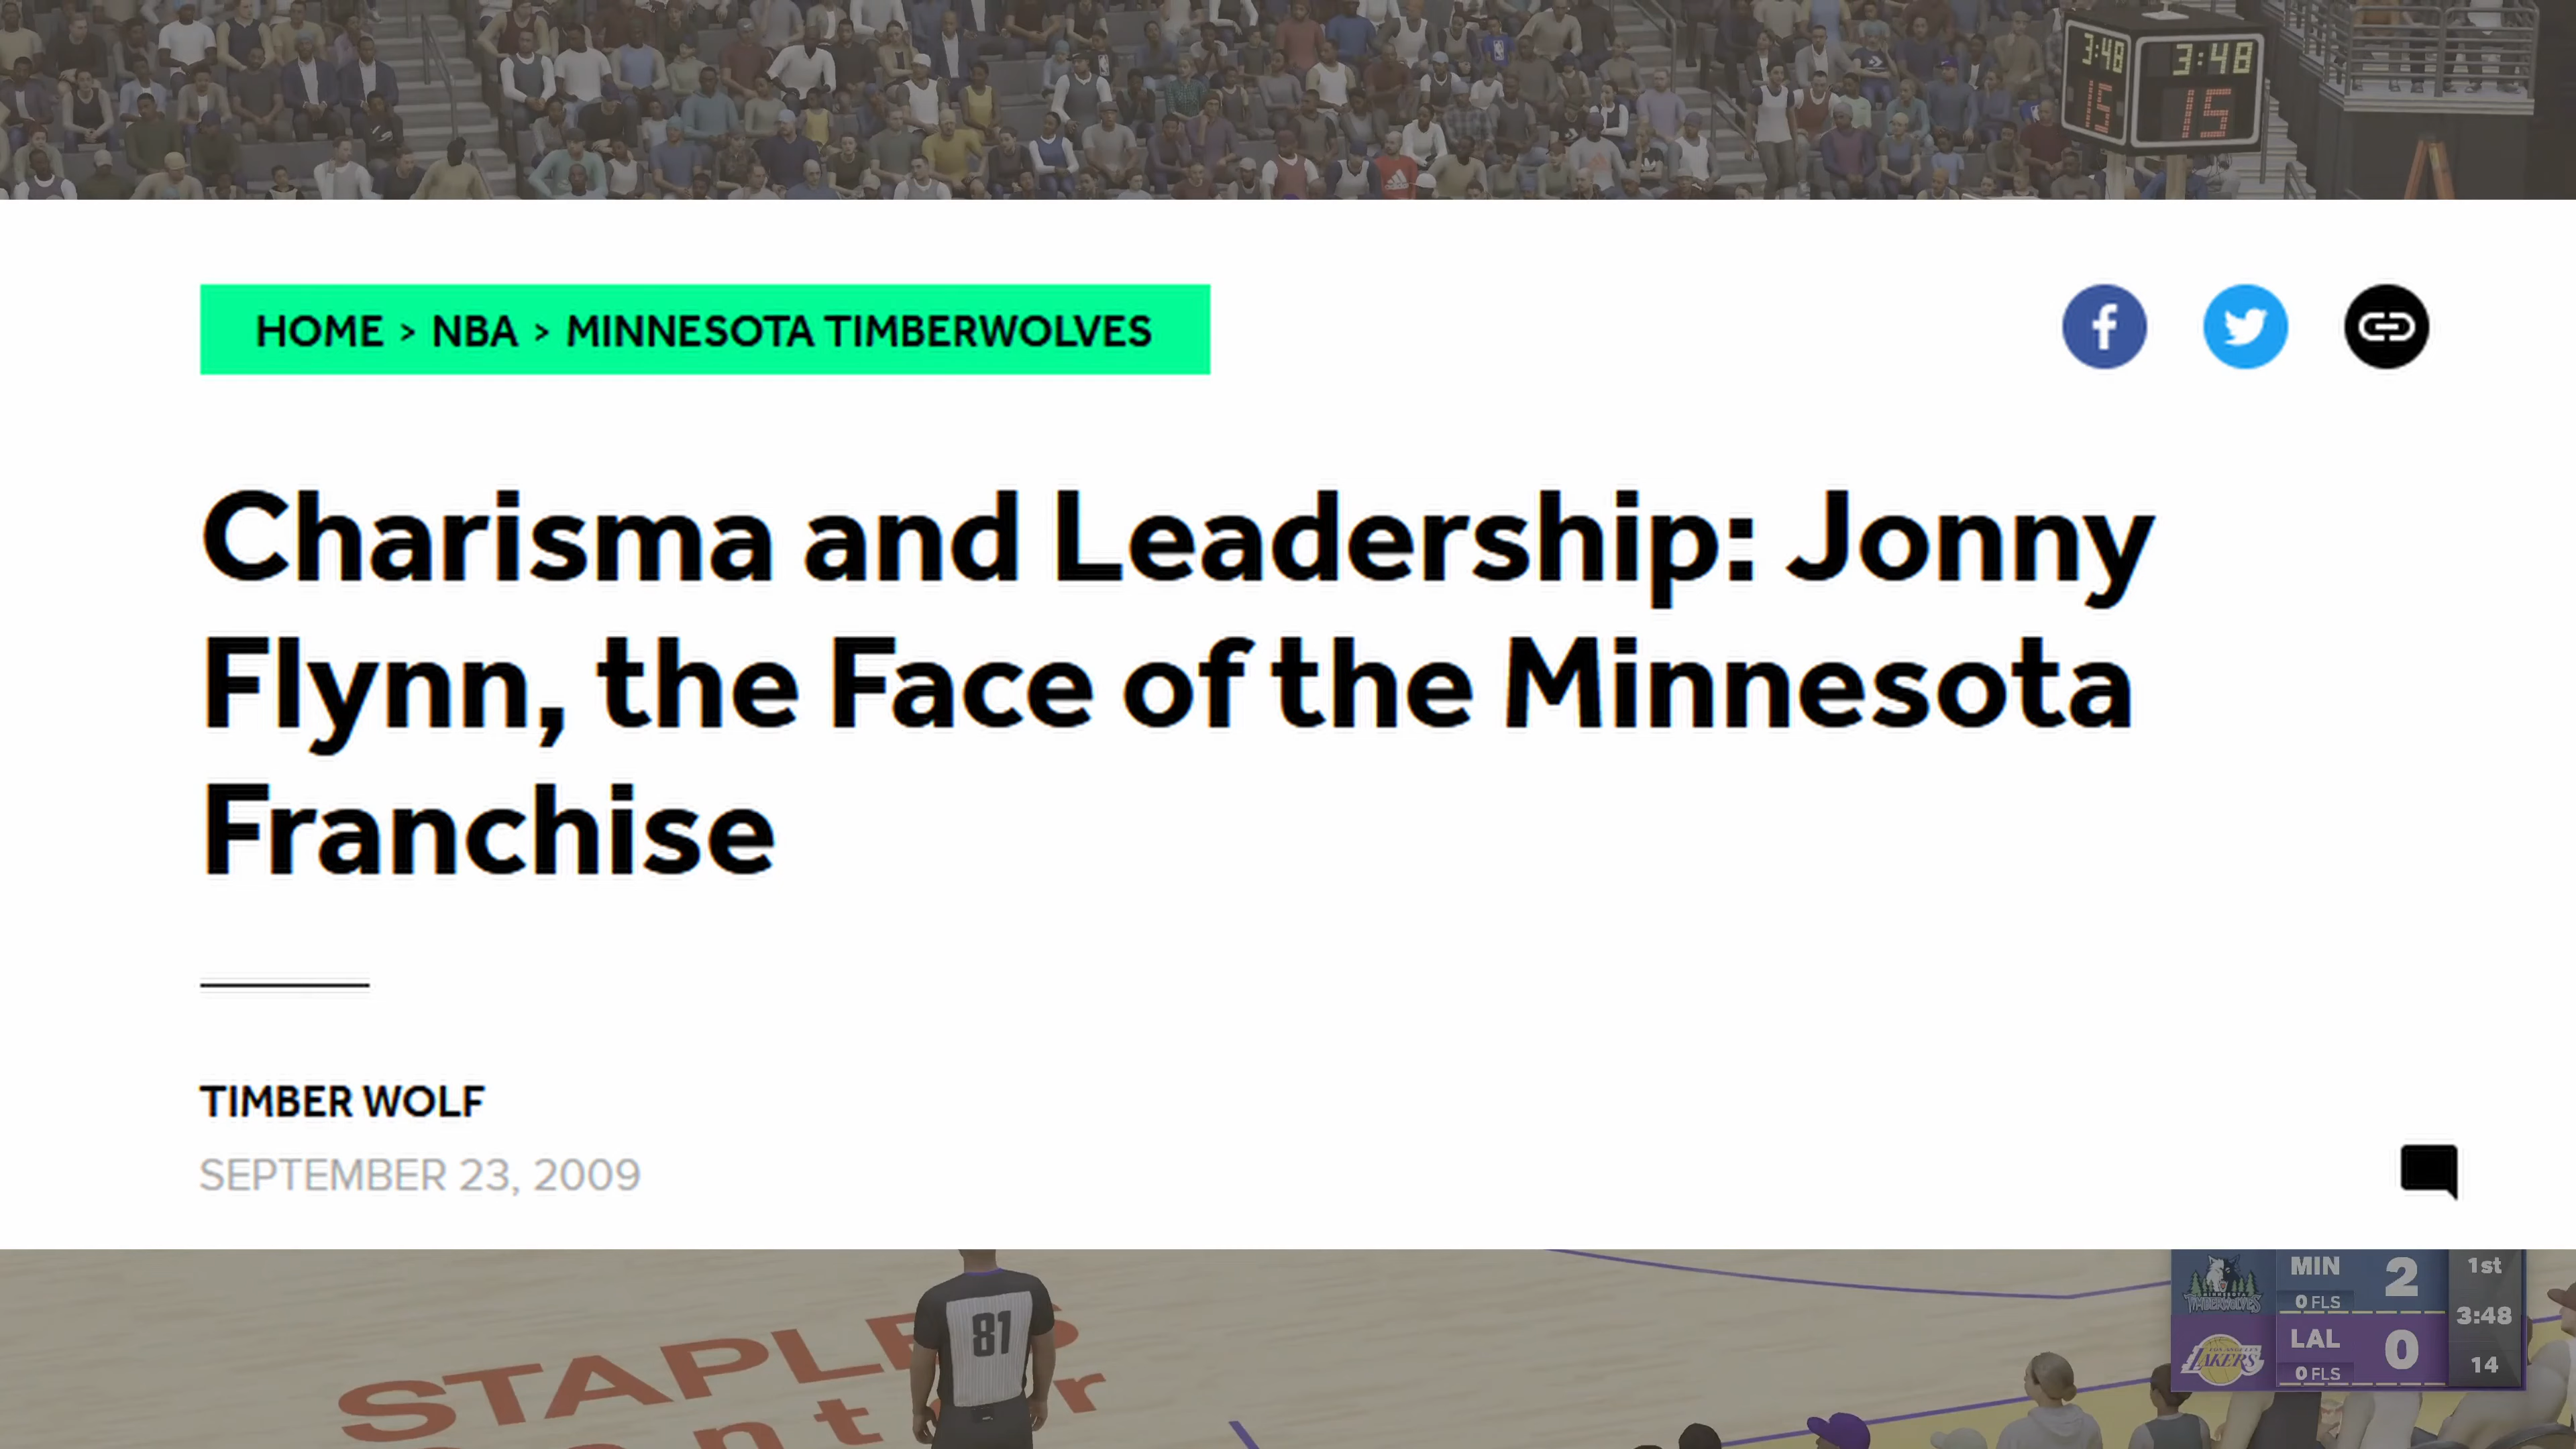 3:48 3:48
15 15
HOME > NBA > MINNESOTA TIMBERWOLVES
Charisma and Leadership: Jonny
Flynn, the Face of the Minnesota
Franchise
TIMBER WOLF
SEPTEMBER 23, 2009
MIN 2 1st
0 FLS
TIMBERWOLVES
3:48
LAL 0
LAKERS
0 FLS
14
81
STAPLES